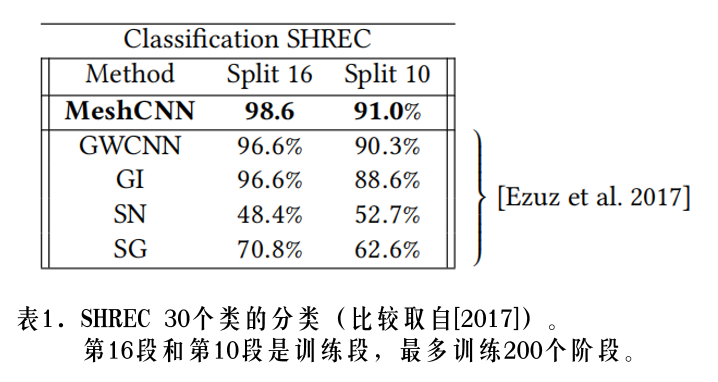 Classification SHREC
Method Split 16 Split 10
MeshCNN 98.6 91.0%
GWCNN 96.6% 90.3%
GI 96.6% 88.6%
SN 48.4% 52.7%
SG 70.8% 62.6%
[Ezuz et al. 2017]
表1. SHREC 30个类的分类（比较取自[2017]）。
第16段和第10段是训练段，最多训练200个阶段。